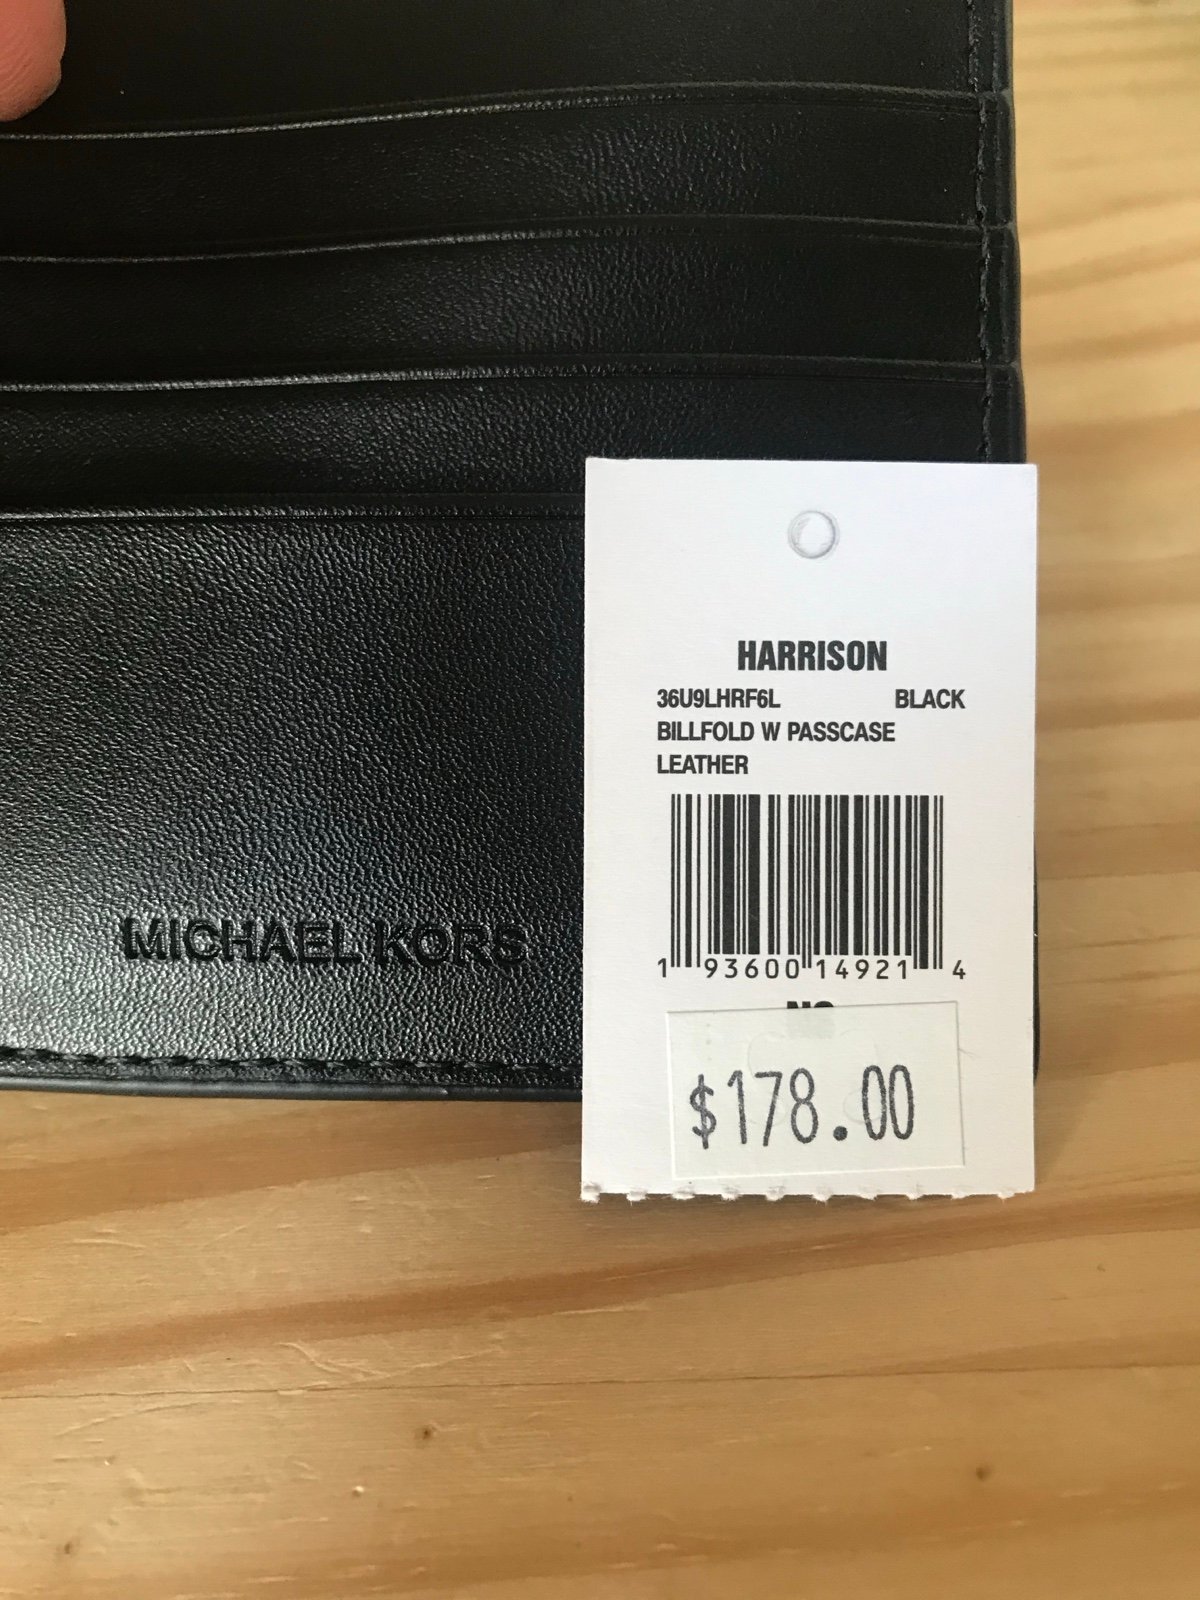 MICHAEL KORS
HARRISON
36U9LHRF6L BLACK
BILLFOLD W PASSCASE
LEATHER
1 93600 14921 4
$178.00